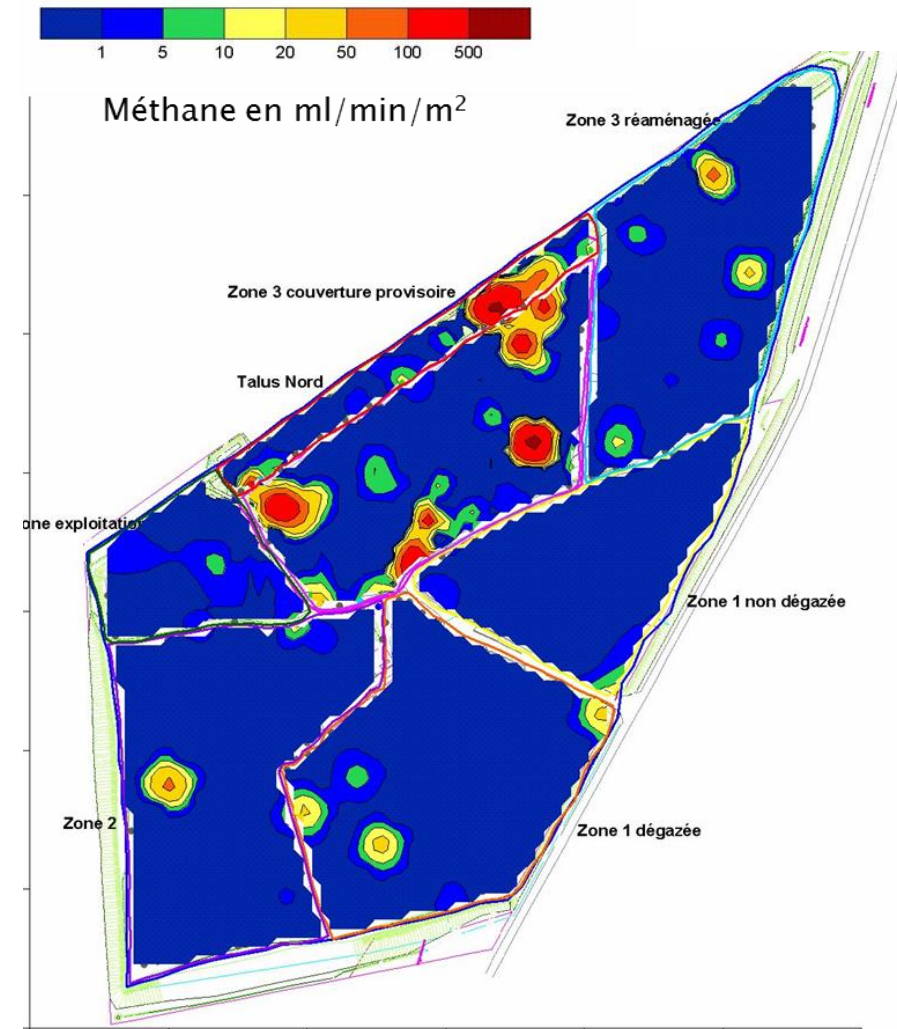 1 5 10 20 50 100 500
Méthane en ml/min/m²
Zone 3 réaménagée
Zone 3 couverture provisoire
Talus Nord
one exploitation
Zone 1 non dégazée
Zone 2
Zone 1 dégazée